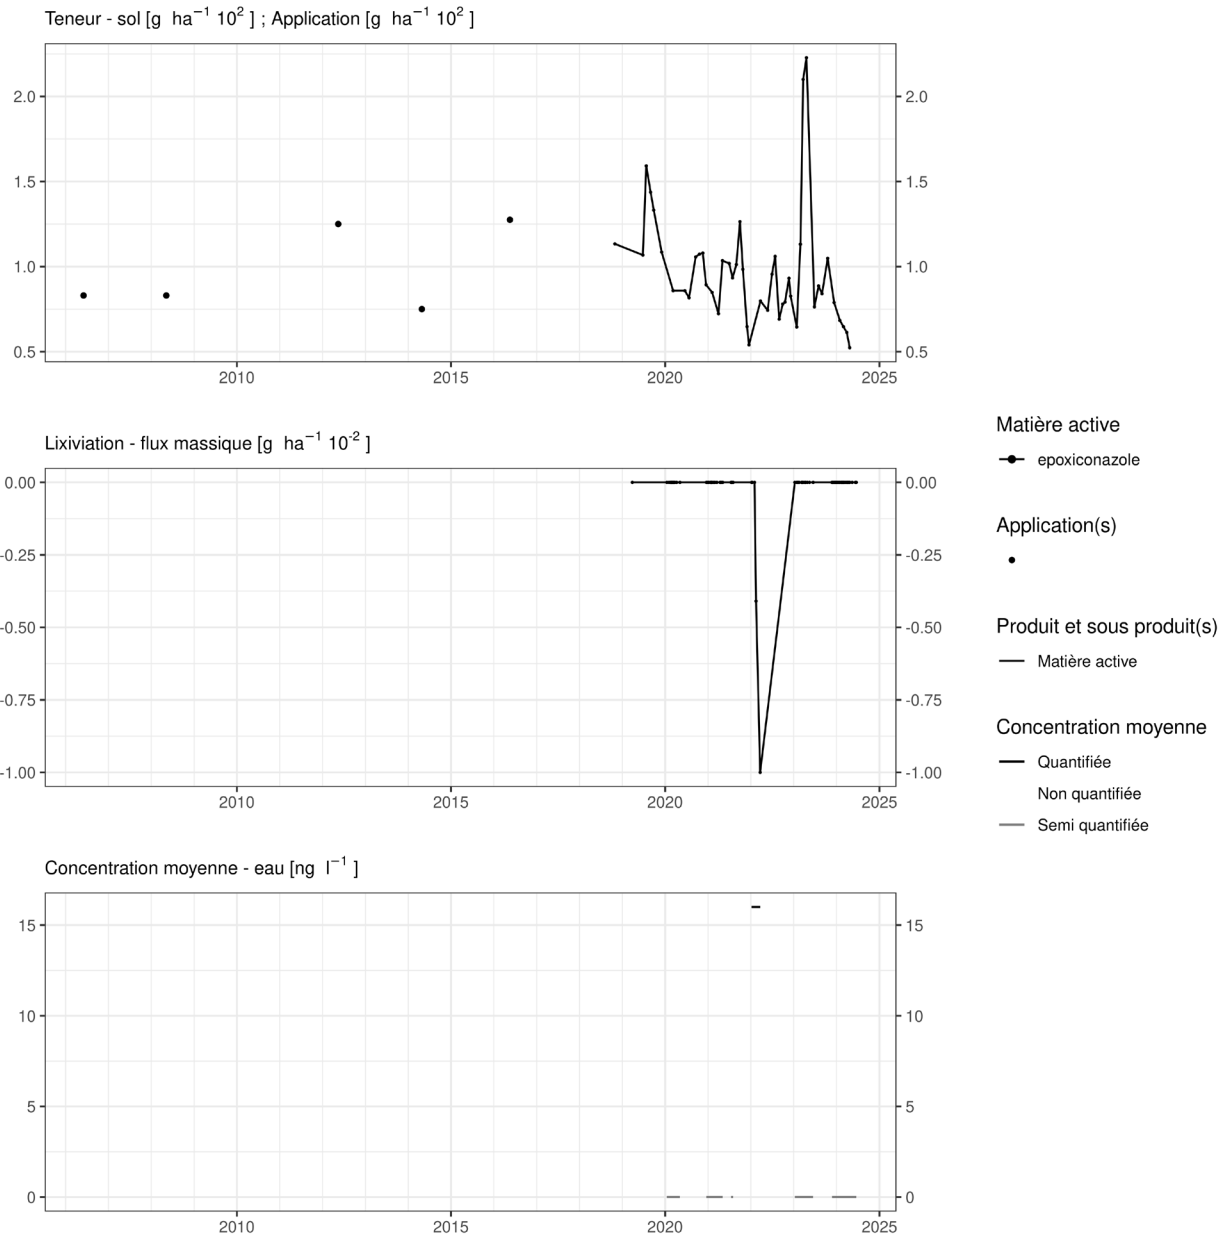 Teneur - sol [g ha⁻¹ 10² ] ; Application [g ha⁻¹ 10² ]
2.0 2.0
1.5 1.5
1.0 1.0
0.5 0.5
2010 2015 2020 2025
Lixiviation - flux massique [g ha⁻¹ 10⁻² ]
0.00 0.00
-0.25 -0.25
-0.50 -0.50
-0.75 -0.75
-1.00 -1.00
2010 2015 2020 2025
Concentration moyenne - eau [ng l⁻¹ ]
15 15
10 10
5 5
0 0
2010 2015 2020 2025
Matière active
epoxiconazole
Application(s)
Produit et sous produit(s)
Matière active
Concentration moyenne
Quantifiée
Non quantifiée
Semi quantifiée